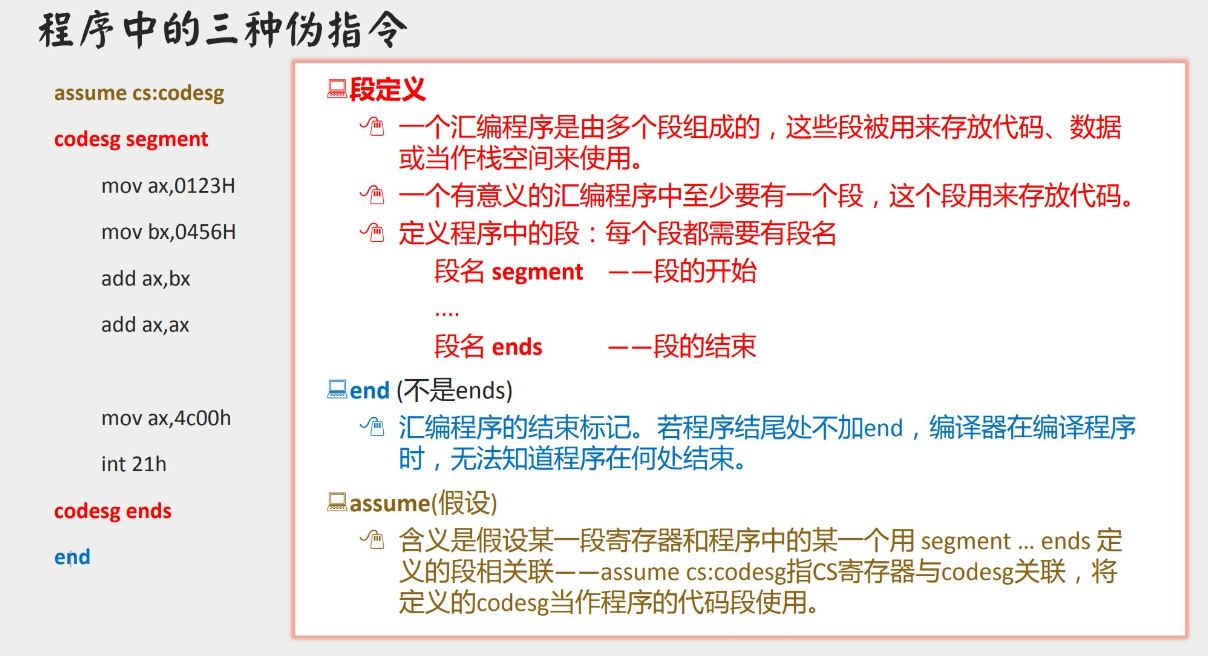 程序中的三种伪指令
assume cs:codesg
codesg segment
mov ax,0123H
mov bx,0456H
add ax,bx
add ax,ax
mov ax,4c00h
int 21h
codesg ends
end
段定义
一个汇编程序是由多个段组成的，这些段被用来存放代码、数据
或当作栈空间来使用。
一个有意义的汇编程序中至少要有一个段，这个段用来存放代码。
定义程序中的段：每个段都需要有段名
段名 segment ——段的开始
....
段名 ends ——段的结束
end (不是ends)
汇编程序的结束标记。若程序结尾处不加end，编译器在编译程序
时，无法知道程序在何处结束。
assume(假设)
含义是假设某一段寄存器和程序中的某一个用 segment ... ends 定
义的段相关联——assume cs:codesg指CS寄存器与codesg关联，将
定义的codesg当作程序的代码段使用。